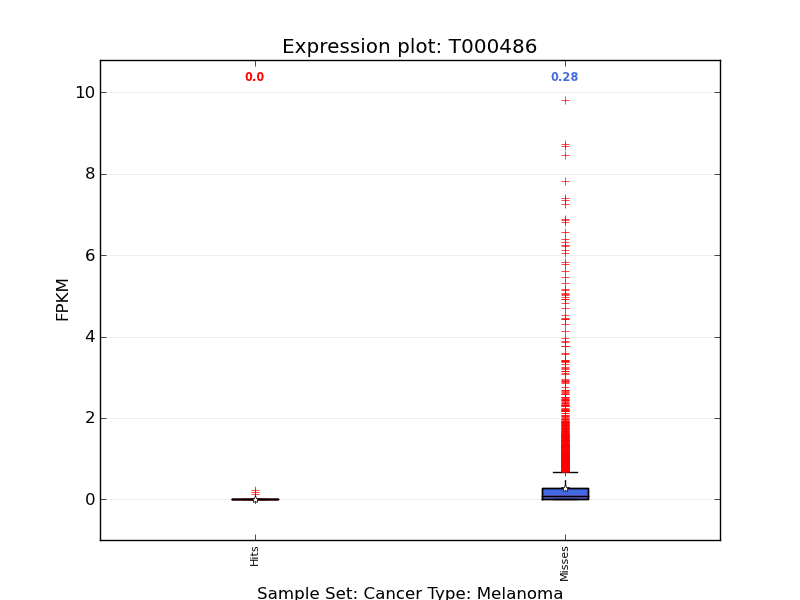 Expression plot: T000486
0.0
0.28
10
8
6
4
2
0
FPKM
Hits
Misses
Sample Set: Cancer Type: Melanoma